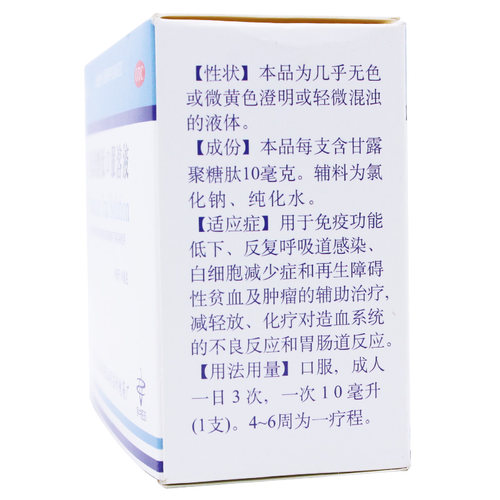 【性状】本品为几乎无色
或微黄色澄明或轻微混浊
的液体。
【成份】本品每支含甘露
聚糖肽10毫克。辅料为氯
化钠、纯化水。
【适应症】用于免疫功能
低下、反复呼吸道感染、
白细胞减少症和再生障碍
性贫血及肿瘤的辅助治疗,
减轻放、化疗对造血系统
的不良反应和胃肠道反应。
【用法用量】口服，成人
一日3次，一次10毫升
(1支)。4~6周为一疗程。
OTC
口服溶液